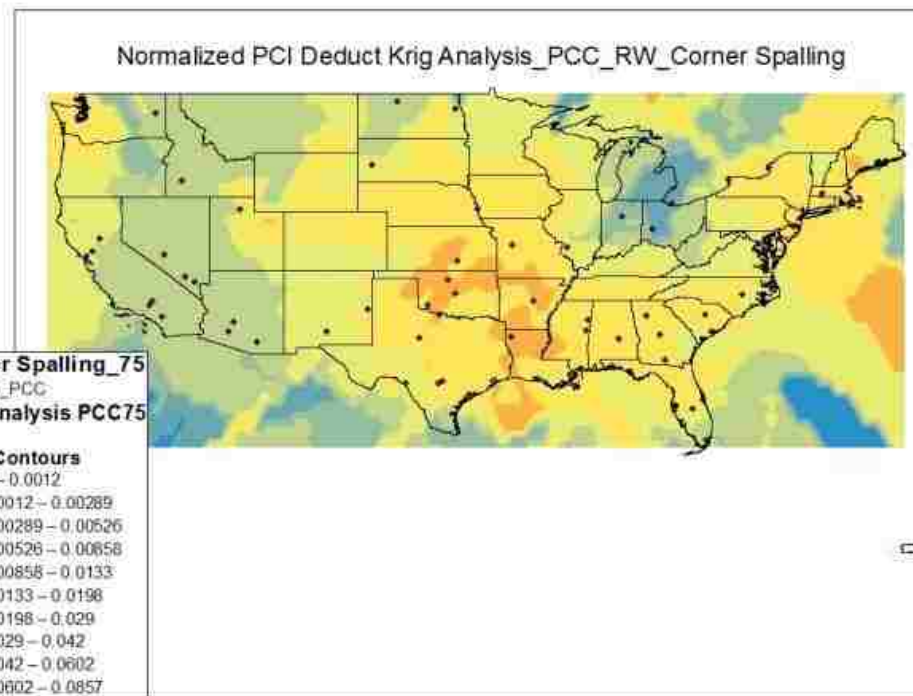 Normalized PCI Deduct Krig Analysis_PCC_RW_Corner Spalling
r Spalling_75
_PCC
nalysis PCC75
Contours
– 0.0012
0012 – 0.00289
00289 – 0.00526
00526 – 0.00858
00858 – 0.0133
0133 – 0.0198
0198 – 0.029
029 – 0.042
042 – 0.0602
0602 – 0.0857